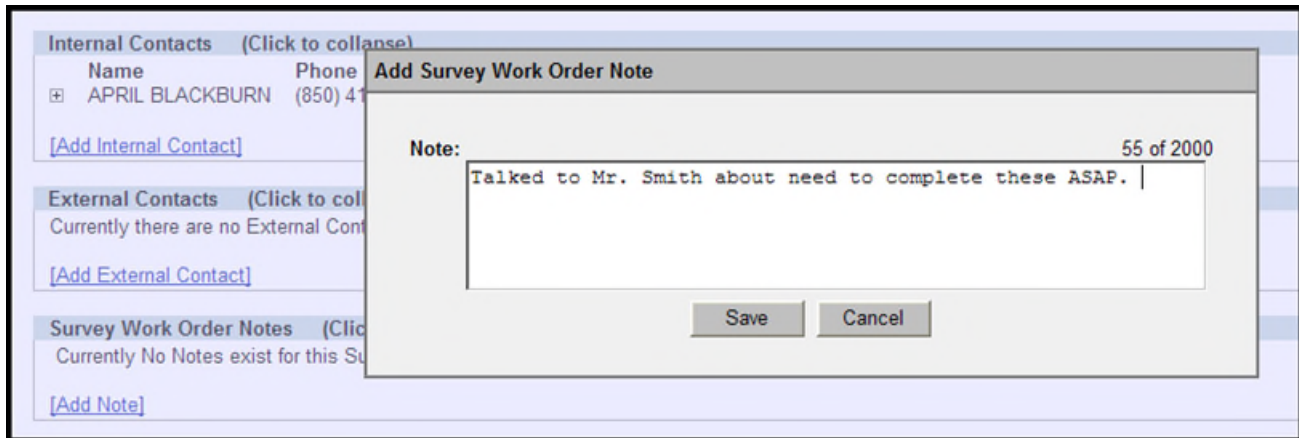 Internal Contacts (Click to collapse)
Name Phone
APRIL BLACKBURN (850) 41
[Add Internal Contact]
External Contacts (Click to coll
Currently there are no External Cont
[Add External Contact]
Survey Work Order Notes (Clic
Currently No Notes exist for this Su
[Add Note]
Add Survey Work Order Note
Note: 55 of 2000
Talked to Mr. Smith about need to complete these ASAP.
Save Cancel